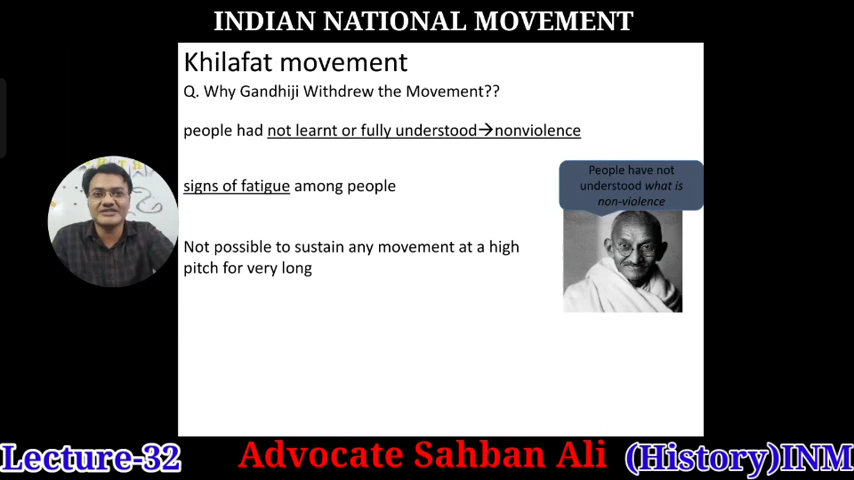 INDIAN NATIONAL MOVEMENT
Khilafat movement
Q. Why Gandhiji Withdrew the Movement??
people had not learnt or fully understood→nonviolence
signs of fatigue among people
People have not
understood what is
non-violence
Not possible to sustain any movement at a high
pitch for very long
Lecture-32
Advocate Sahban Ali
(History)INM